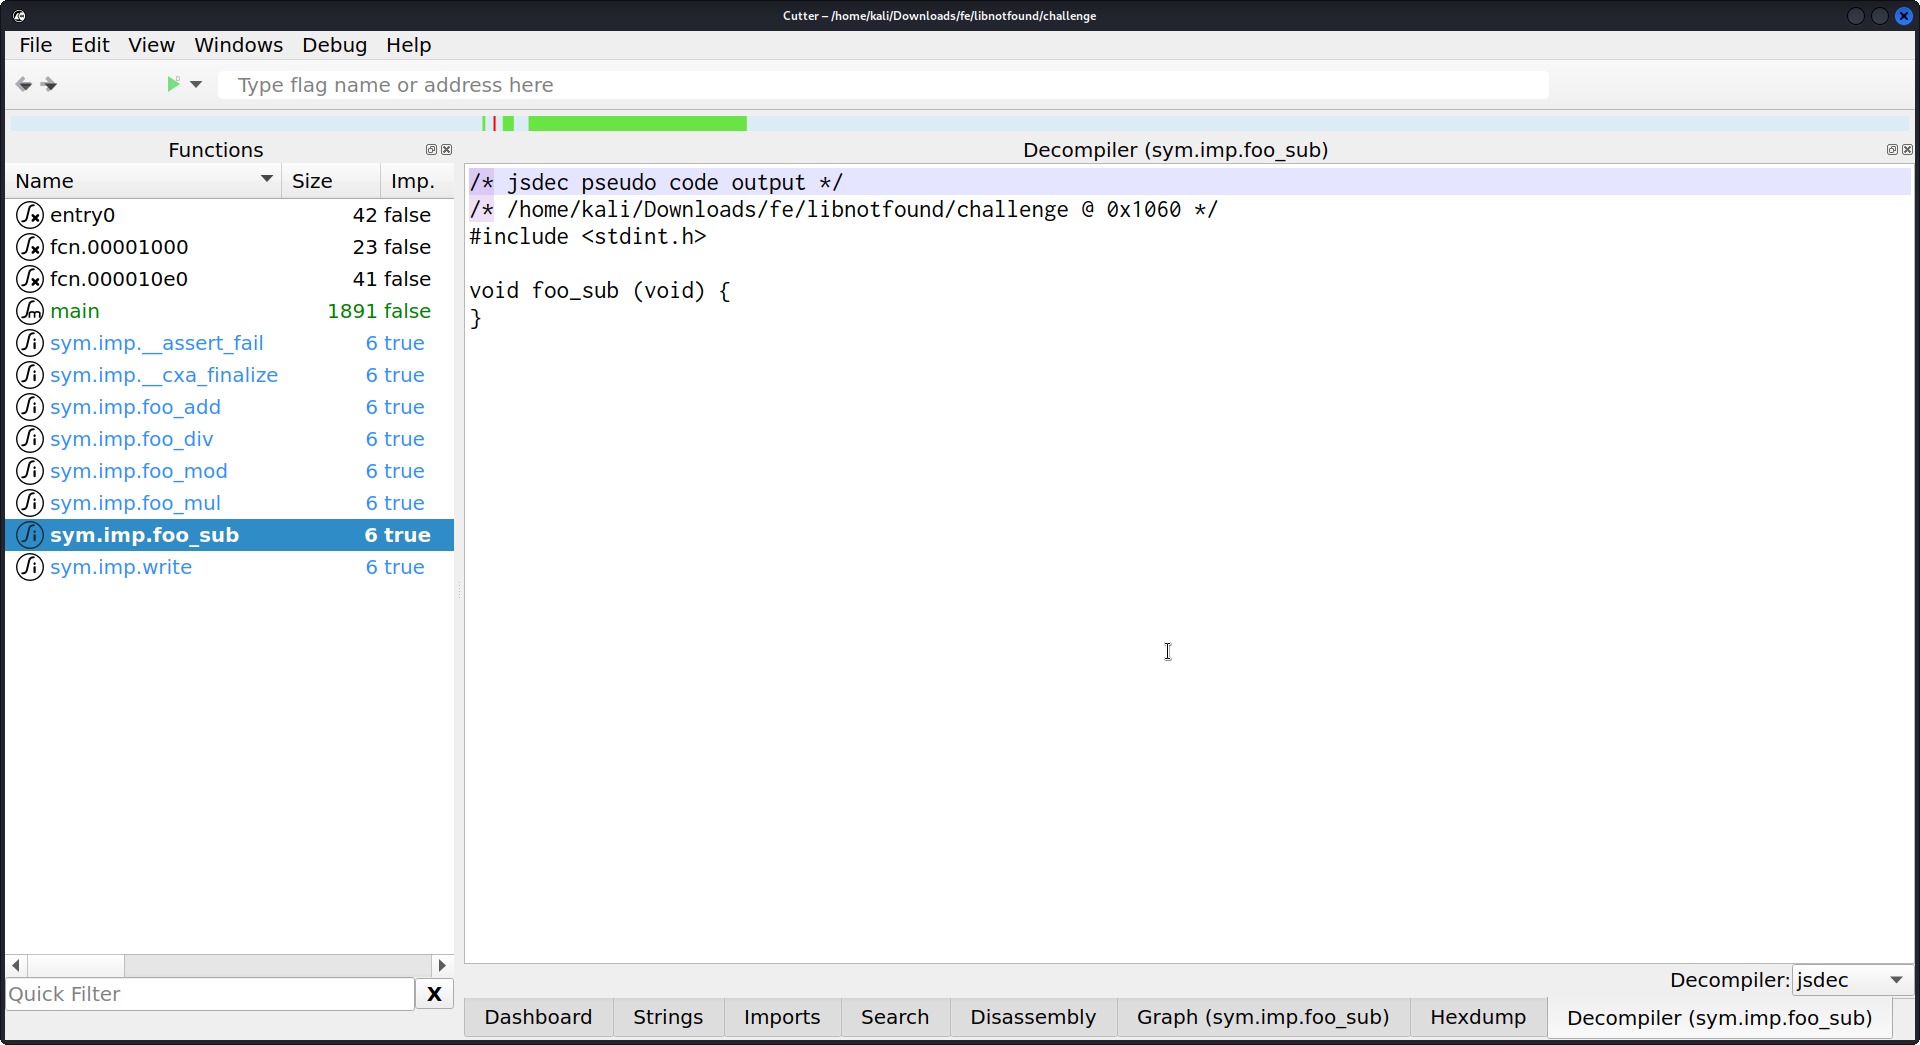 Cutter – /home/kali/Downloads/fe/libnotfound/challenge
File Edit View Windows Debug Help
Type flag name or address here
Functions
Name Size Imp.
entry0 42 false
fcn.00001000 23 false
fcn.000010e0 41 false
main 1891 false
sym.imp.__assert_fail 6 true
sym.imp.__cxa_finalize 6 true
sym.imp.foo_add 6 true
sym.imp.foo_div 6 true
sym.imp.foo_mod 6 true
sym.imp.foo_mul 6 true
sym.imp.foo_sub 6 true
sym.imp.write 6 true
Quick Filter X
Decompiler (sym.imp.foo_sub)
/* jsdec pseudo code output */
/* /home/kali/Downloads/fe/libnotfound/challenge @ 0x1060 */
#include <stdint.h>
void foo_sub (void) {
}
Decompiler: jsdec
Dashboard Strings Imports Search Disassembly Graph (sym.imp.foo_sub) Hexdump Decompiler (sym.imp.foo_sub)